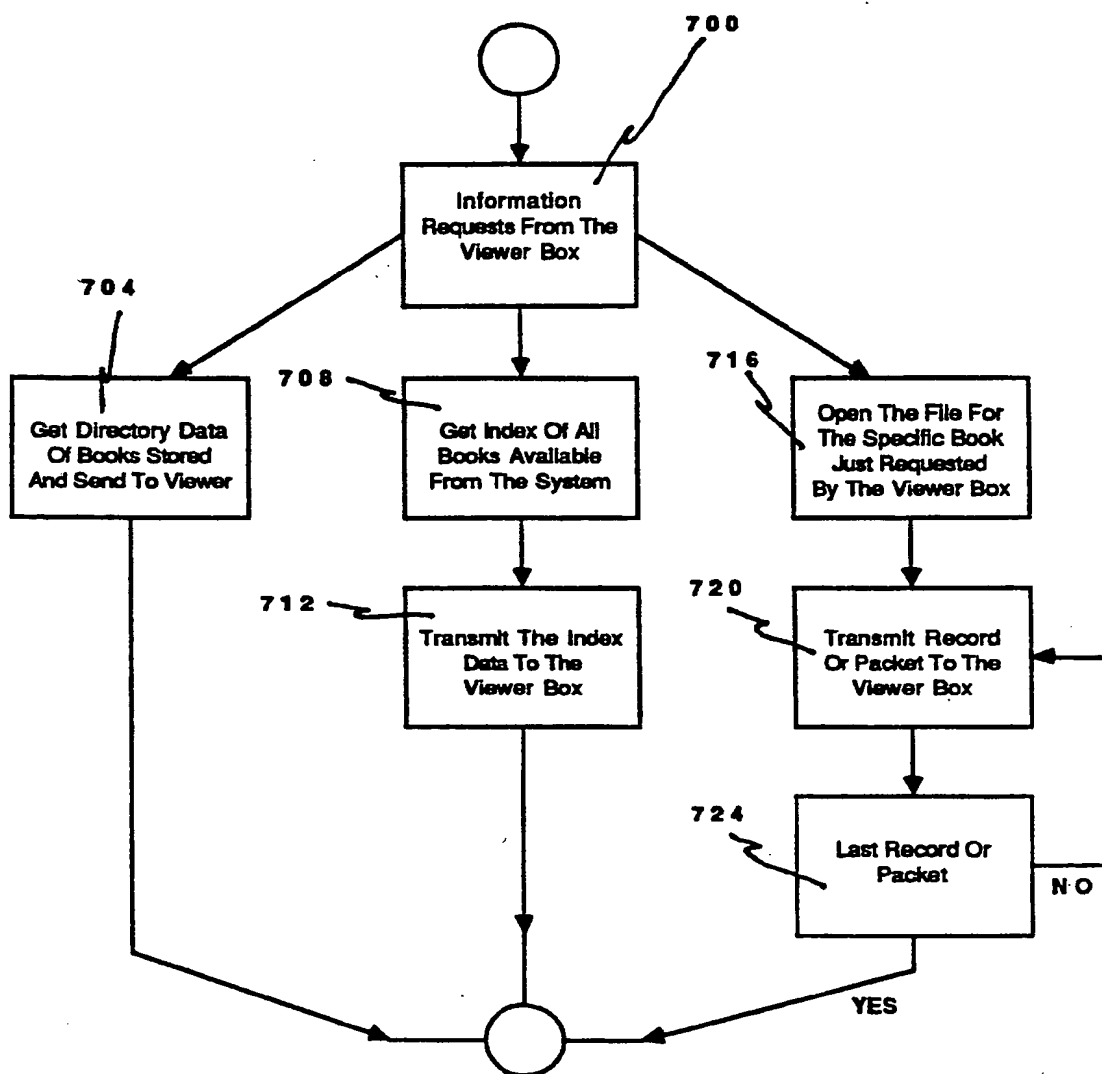 700
Information
Requests From The
Viewer Box
704
Get Directory Data
Of Books Stored
And Send To Viewer
708
Get Index Of All
Books Available
From The System
716
Open The File For
The Specific Book
Just Requested
By The Viewer Box
712
Transmit The Index
Data To The
Viewer Box
720
Transmit Record
Or Packet To The
Viewer Box
724
Last Record Or
Packet
NO
YES